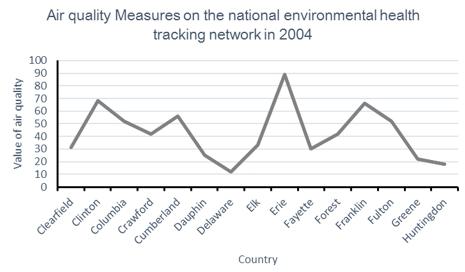 Air quality Measures on the national environmental health
tracking network in 2004
Value of air quality
100
90
80
70
60
50
40
30
20
10
0
Clearfield
Clinton
Columbia
Crawford
Cumberland
Dauphin
Delaware
Elk
Erie
Fayette
Forest
Franklin
Fulton
Greene
Huntingdon
Country